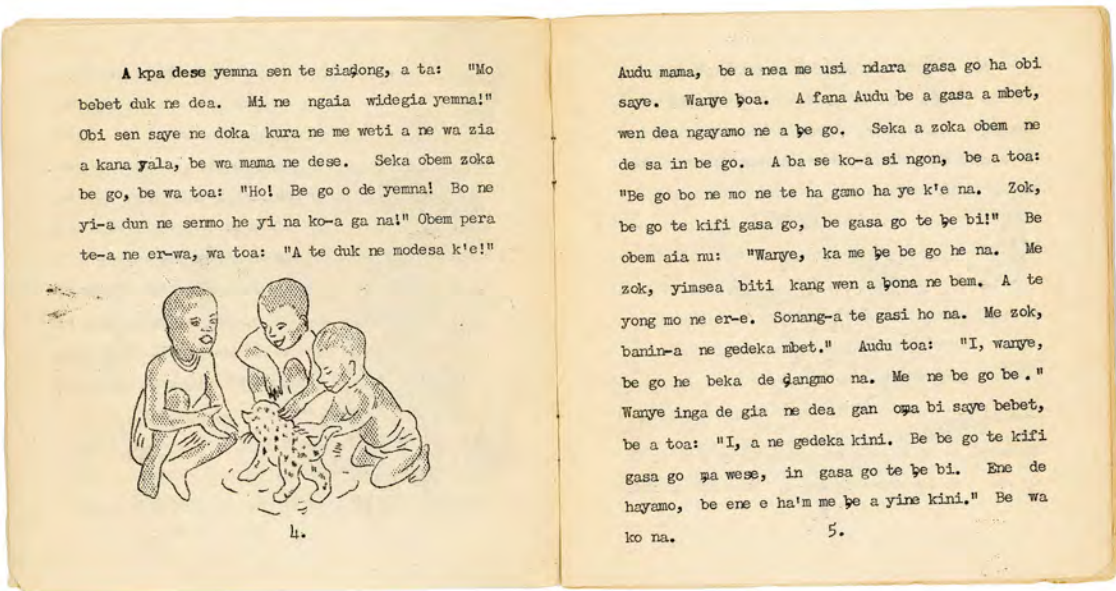 A kpa dese yemna sen te siaɖong, a ta: "Mo
bebet duk ne dea. Mi ne ngaia widegia yemna!"
Obi sen saye ne doka kura ne me weti a ne wa zia
a kana yala, be wa mama ne dese. Seka obem zoka
be go, be wa toa: "Ho! Be go o de yemna! Bo ne
yi-a dun ne senmo he yi na ko-a ga na!" Obem pera
te-a ne er-wa, wa toa: "A te duk ne modesa k'e!"
4.
Audu mama, be a nea me usi ndara gasa go ha obi
saye. Wanye ɓoa. A fana Audu be a gasa a mbet,
wen dea ngayamo ne a ɓe go. Seka a zoka obem ne
de sa in be go. A ba se ko-a si ngon, be a toa:
"Be go bo ne mo ne te ha gamo ha ye k'e na. Zok,
be go te kifi gasa go, be gasa go te ɓe bi!" Be
obem aia nu: "Wanye, ka me ɓe be go he na. Me
zok, yimsea biti kang wen a ɓona ne bem. A te
yong mo ne er-e. Sonang-a te gasi ho na. Me zok,
banin-a ne gedeka mbet." Audu toa: "I, wanye,
be go he beka de ɖangmo na. Me ne be go be."
Wanye inga de gia ne dea gan oma bi saye bebet,
be a toa: "I, a ne gedeka kini. Be be go te kifi
gasa go ma wese, in gasa go te ɓe bi. Ene de
hayamo, be ene e ha'm me ɓe a yine kini." Be wa
ko na.
5.